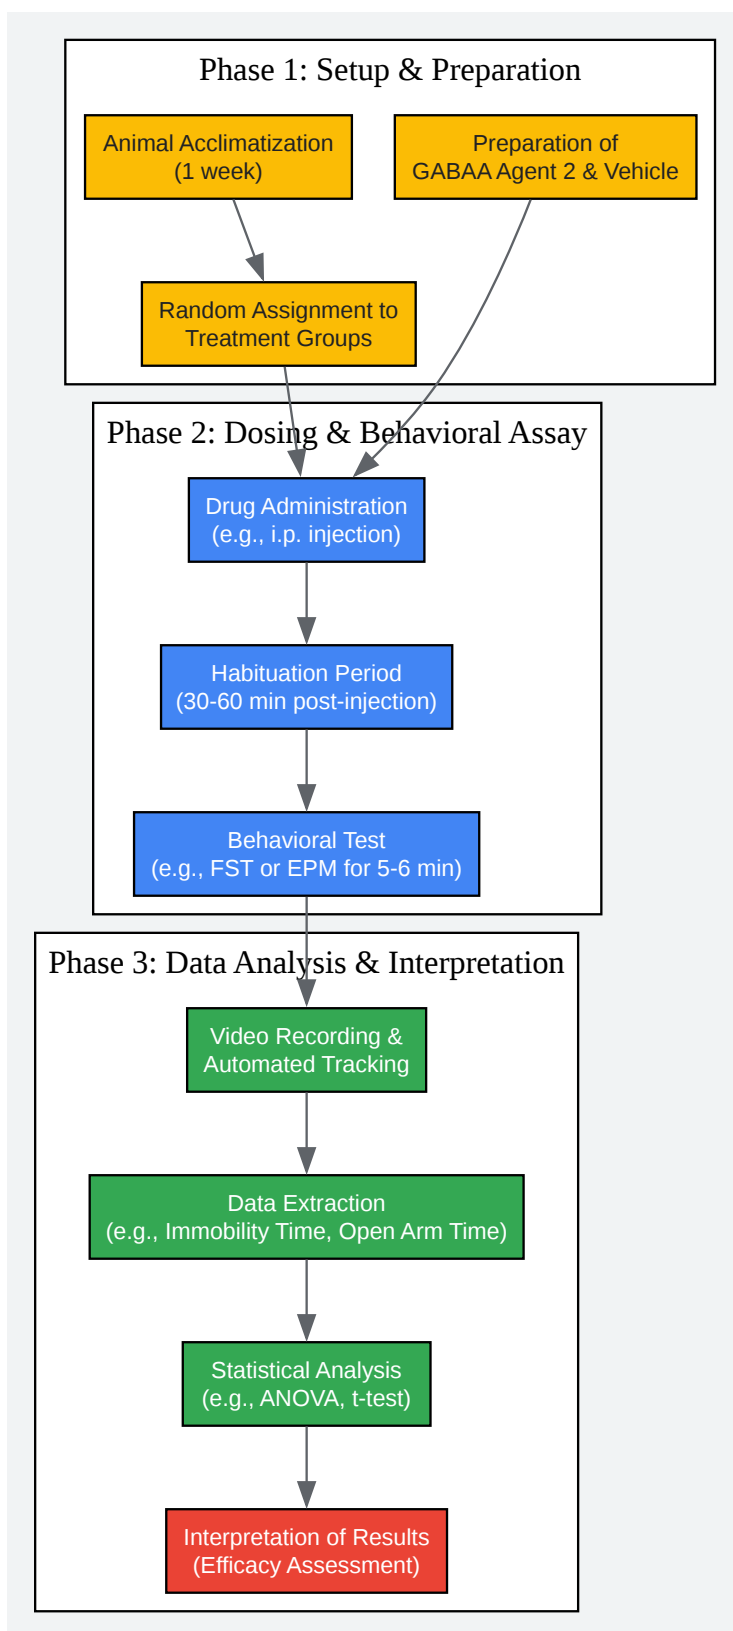 Phase 1: Setup & Preparation
Animal Acclimatization
(1 week)
Preparation of
GABAA Agent 2 & Vehicle
Random Assignment to
Treatment Groups
Phase 2: Dosing & Behavioral Assay
Drug Administration
(e.g., i.p. injection)
Habituation Period
(30-60 min post-injection)
Behavioral Test
(e.g., FST or EPM for 5-6 min)
Phase 3: Data Analysis & Interpretation
Video Recording &
Automated Tracking
Data Extraction
(e.g., Immobility Time, Open Arm Time)
Statistical Analysis
(e.g., ANOVA, t-test)
Interpretation of Results
(Efficacy Assessment)